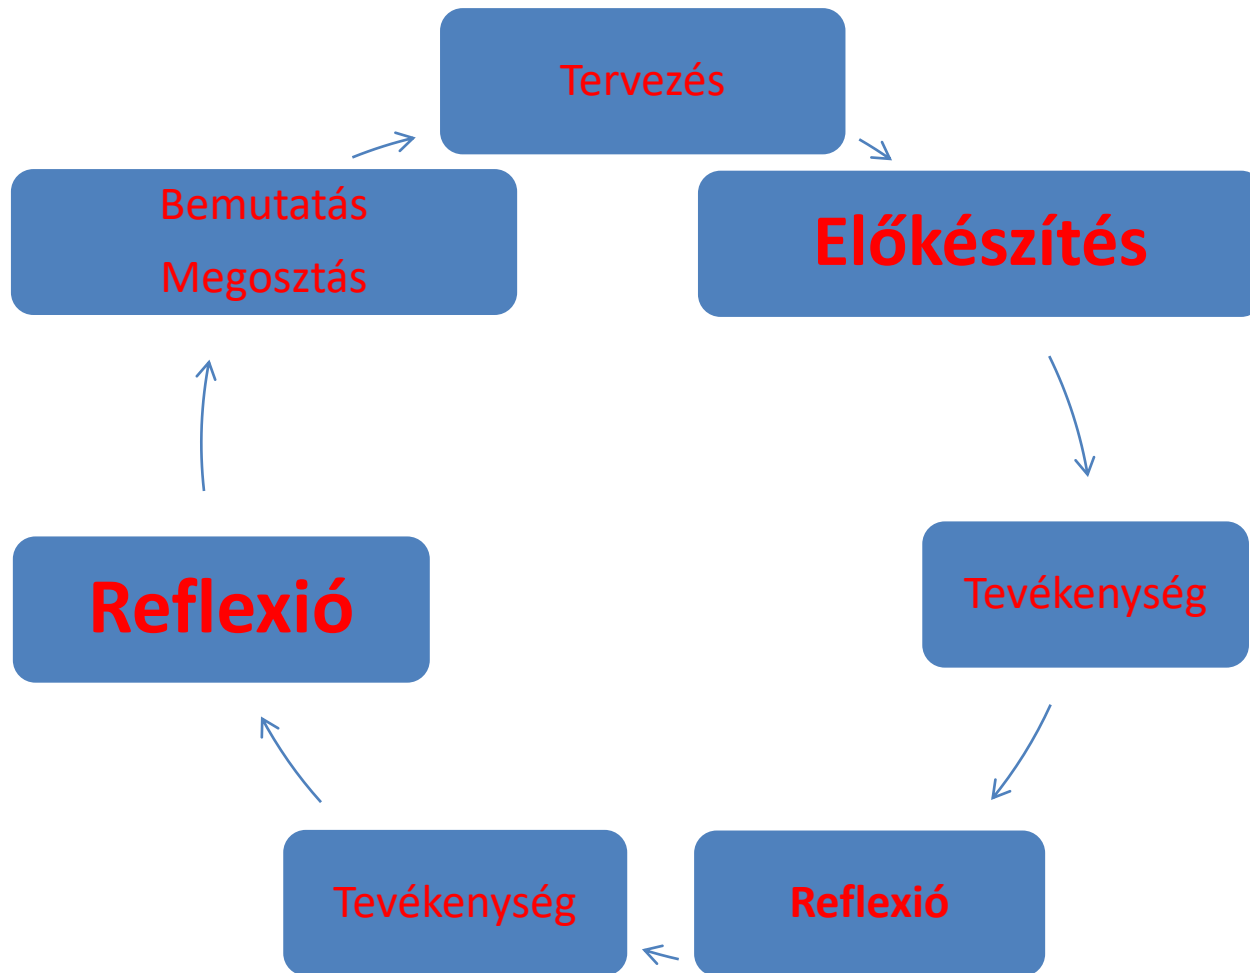 Tervezés
Előkészítés
Tevékenység
Reflexió
Tevékenység
Reflexió
Bemutatás
Megosztás